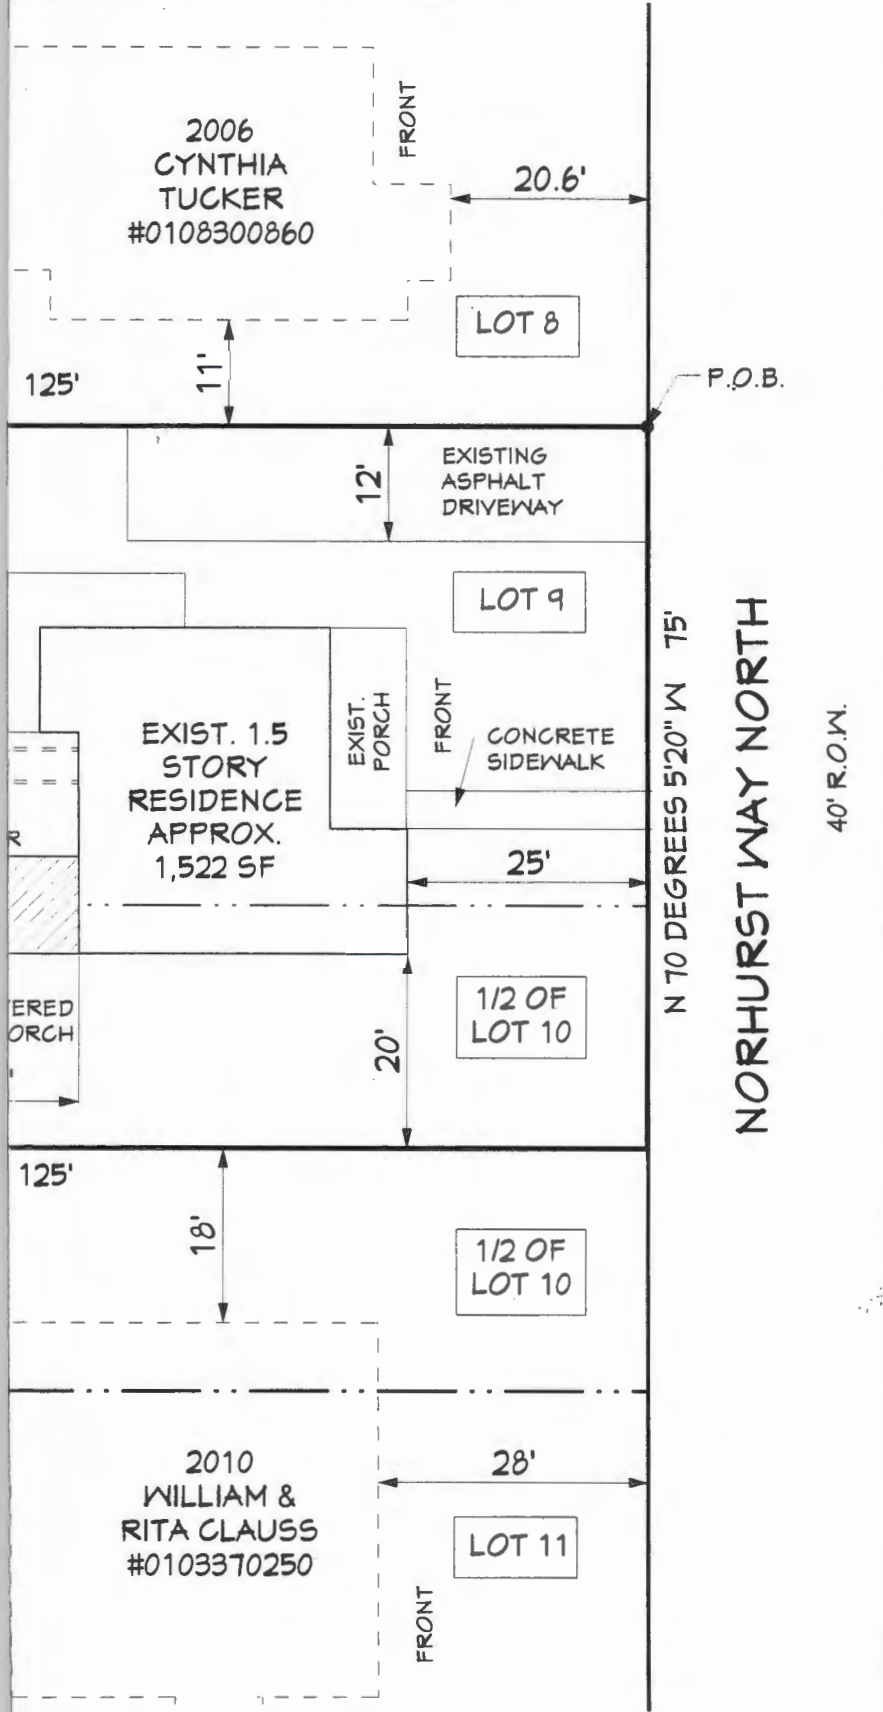 2006
CYNTHIA
TUCKER
#0108300860
FRONT
20.6'
LOT 8
11'
125'
P.O.B.
12'
EXISTING
ASPHALT
DRIVEWAY
LOT 9
EXIST. 1.5
STORY
RESIDENCE
APPROX.
1,522 SF
EXIST.
PORCH
FRONT
CONCRETE
SIDEWALK
R
25'
N 70 DEGREES 5'20" W 75'
NORHURST WAY NORTH
40' R.O.W.
1/2 OF
LOT 10
ERED
ORCH
'
20'
125'
18'
1/2 OF
LOT 10
2010
WILLIAM &
RITA CLAUSS
#0103370250
28'
LOT 11
FRONT